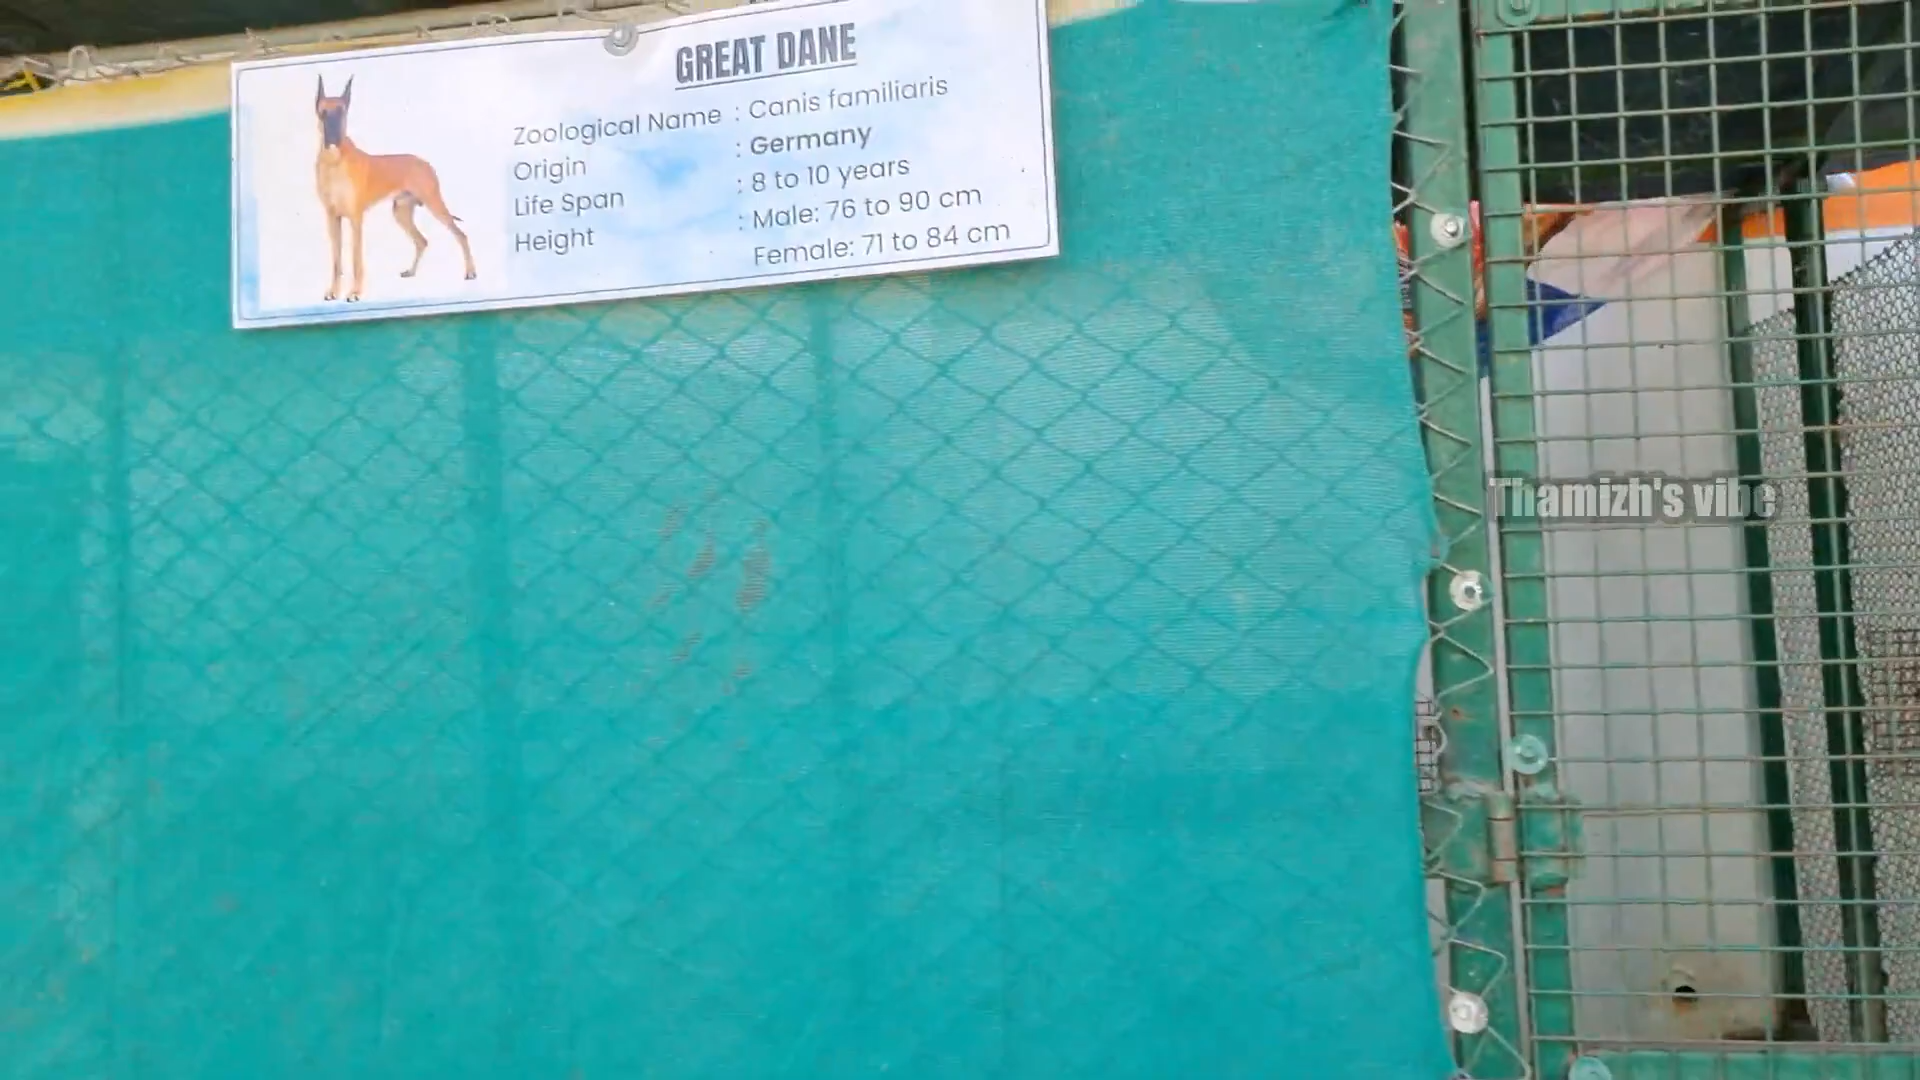 GREAT DANE
Zoological Name : Canis familiaris
Origin : Germany
Life Span : 8 to 10 years
Height : Male: 76 to 90 cm
Female: 71 to 84 cm
Thamizh's vibe